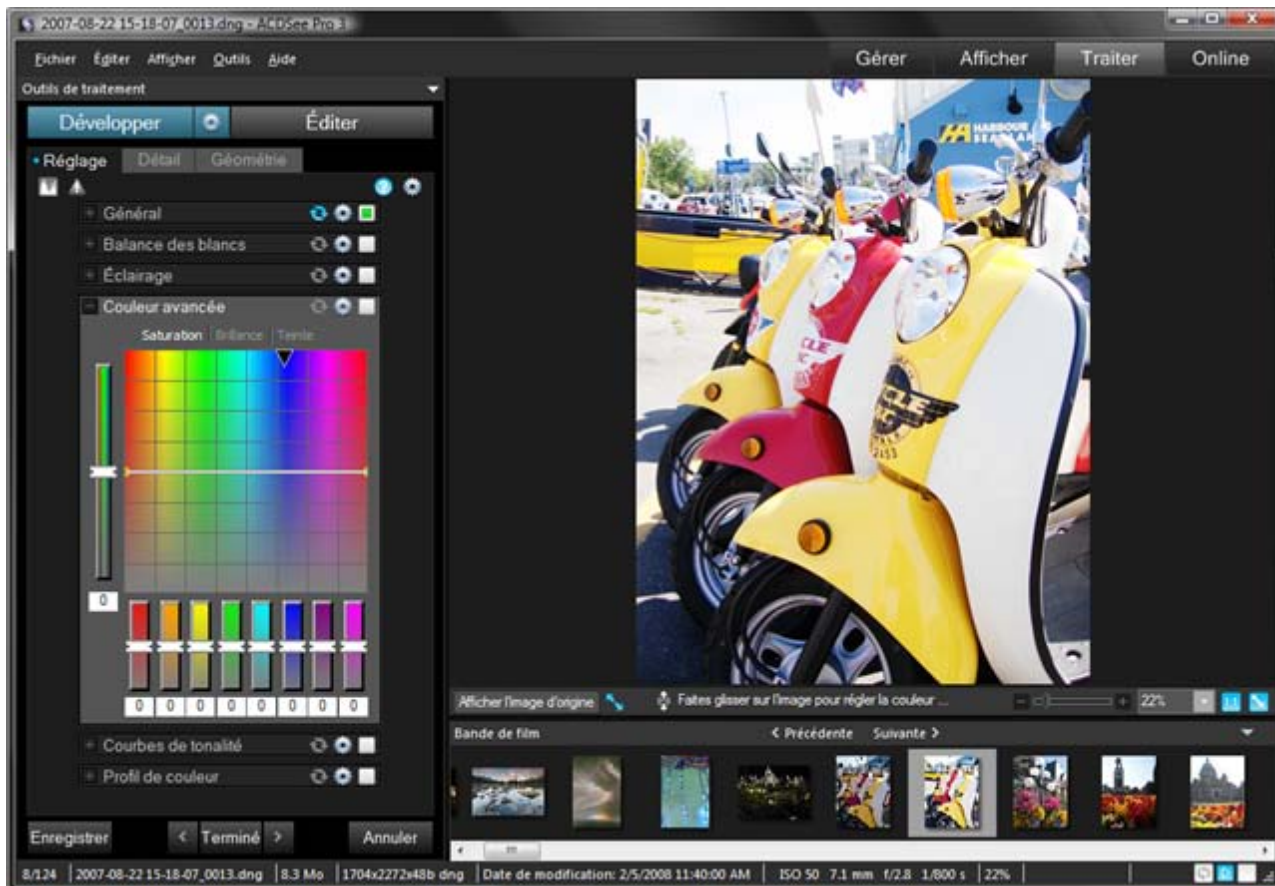 2007-08-22 15-18-07_0013.dng - ACDSee Pro 3
Fichier Éditer Afficher Outils Aide
Gérer Afficher Traiter Online
Outils de traitement
Développer Éditer
Réglage Détail Géométrie
Général
Balance des blancs
Éclairage
Couleur avancée
Saturation Brillance Teinte
0
0 0 0 0 0 0 0 0
Courbes de tonalité
Profil de couleur
Enregistrer < Terminé > Annuler
HARBOUR
CLE
CLE
2453
Afficher l'image d'origine
Faites glisser sur l'image pour régler la couleur ...
22%
1:1
Bande de film < Précédente Suivante >
8/124 2007-08-22 15-18-07_0013.dng 8.3 Mo 1704x2272x48b dng Date de modification: 2/5/2008 11:40:00 AM ISO 50 7.1 mm f/2.8 1/800 s 22%